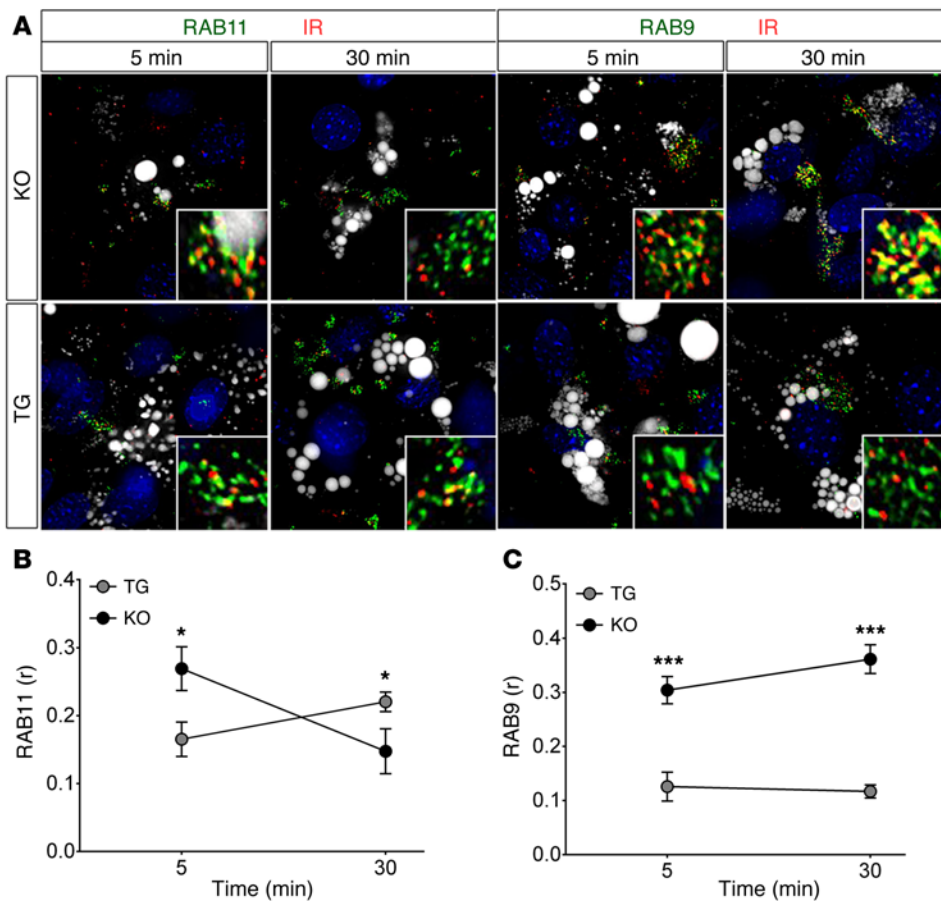 A
RAB11 IR
RAB9 IR
5 min
30 min
5 min
30 min
KO
TG
B
0.4
0.3
0.2
0.1
0.0
RAB11 (r)
TG
KO
*
*
5
30
Time (min)
C
0.5
0.4
0.3
0.2
0.1
0.0
RAB9 (r)
TG
KO
***
***
5
30
Time (min)